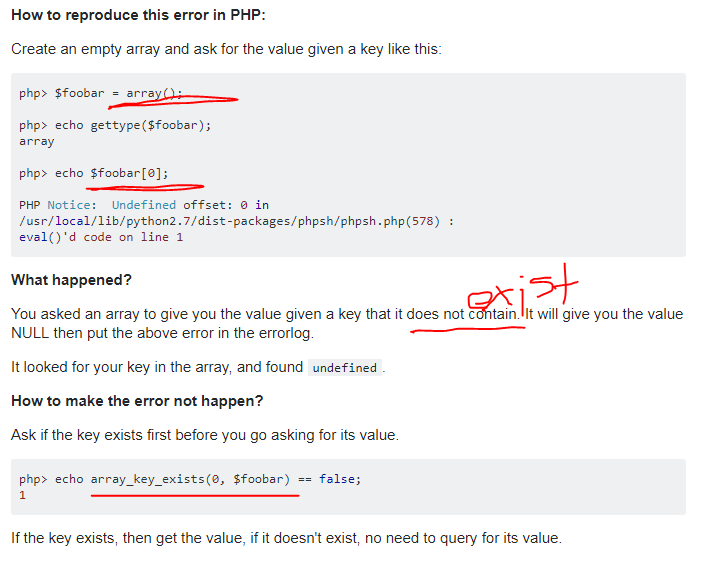 How to reproduce this error in PHP:
Create an empty array and ask for the value given a key like this:
php> $foobar = array();
php> echo gettype($foobar);
array
php> echo $foobar[0];
PHP Notice:  Undefined offset: 0 in
/usr/local/lib/python2.7/dist-packages/phpsh/phpsh.php(578) :
eval()'d code on line 1
What happened?
exist
You asked an array to give you the value given a key that it does not contain. It will give you the value
NULL then put the above error in the errorlog.
It looked for your key in the array, and found undefined.
How to make the error not happen?
Ask if the key exists first before you go asking for its value.
php> echo array_key_exists(0, $foobar) == false;
1
If the key exists, then get the value, if it doesn't exist, no need to query for its value.